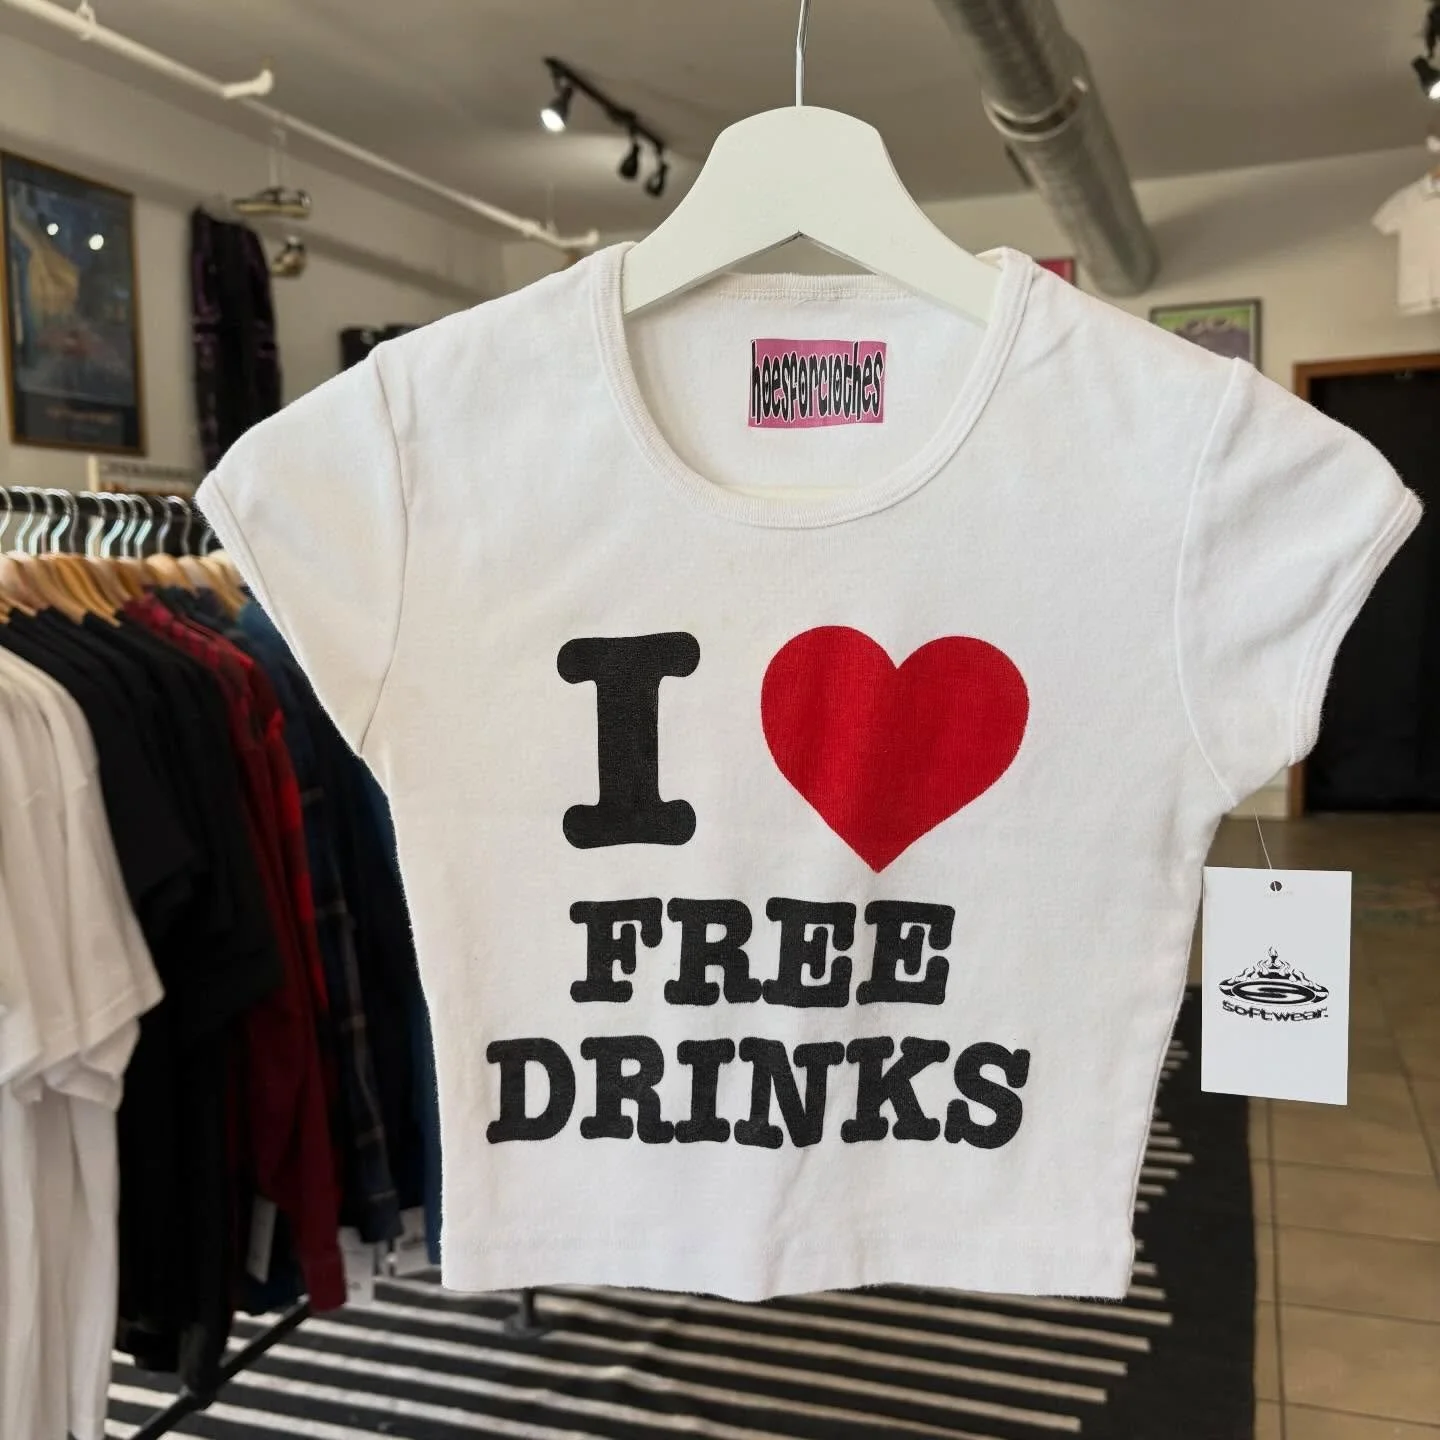 hoesforclothes
I ♥
FREE
DRINKS
softwear.